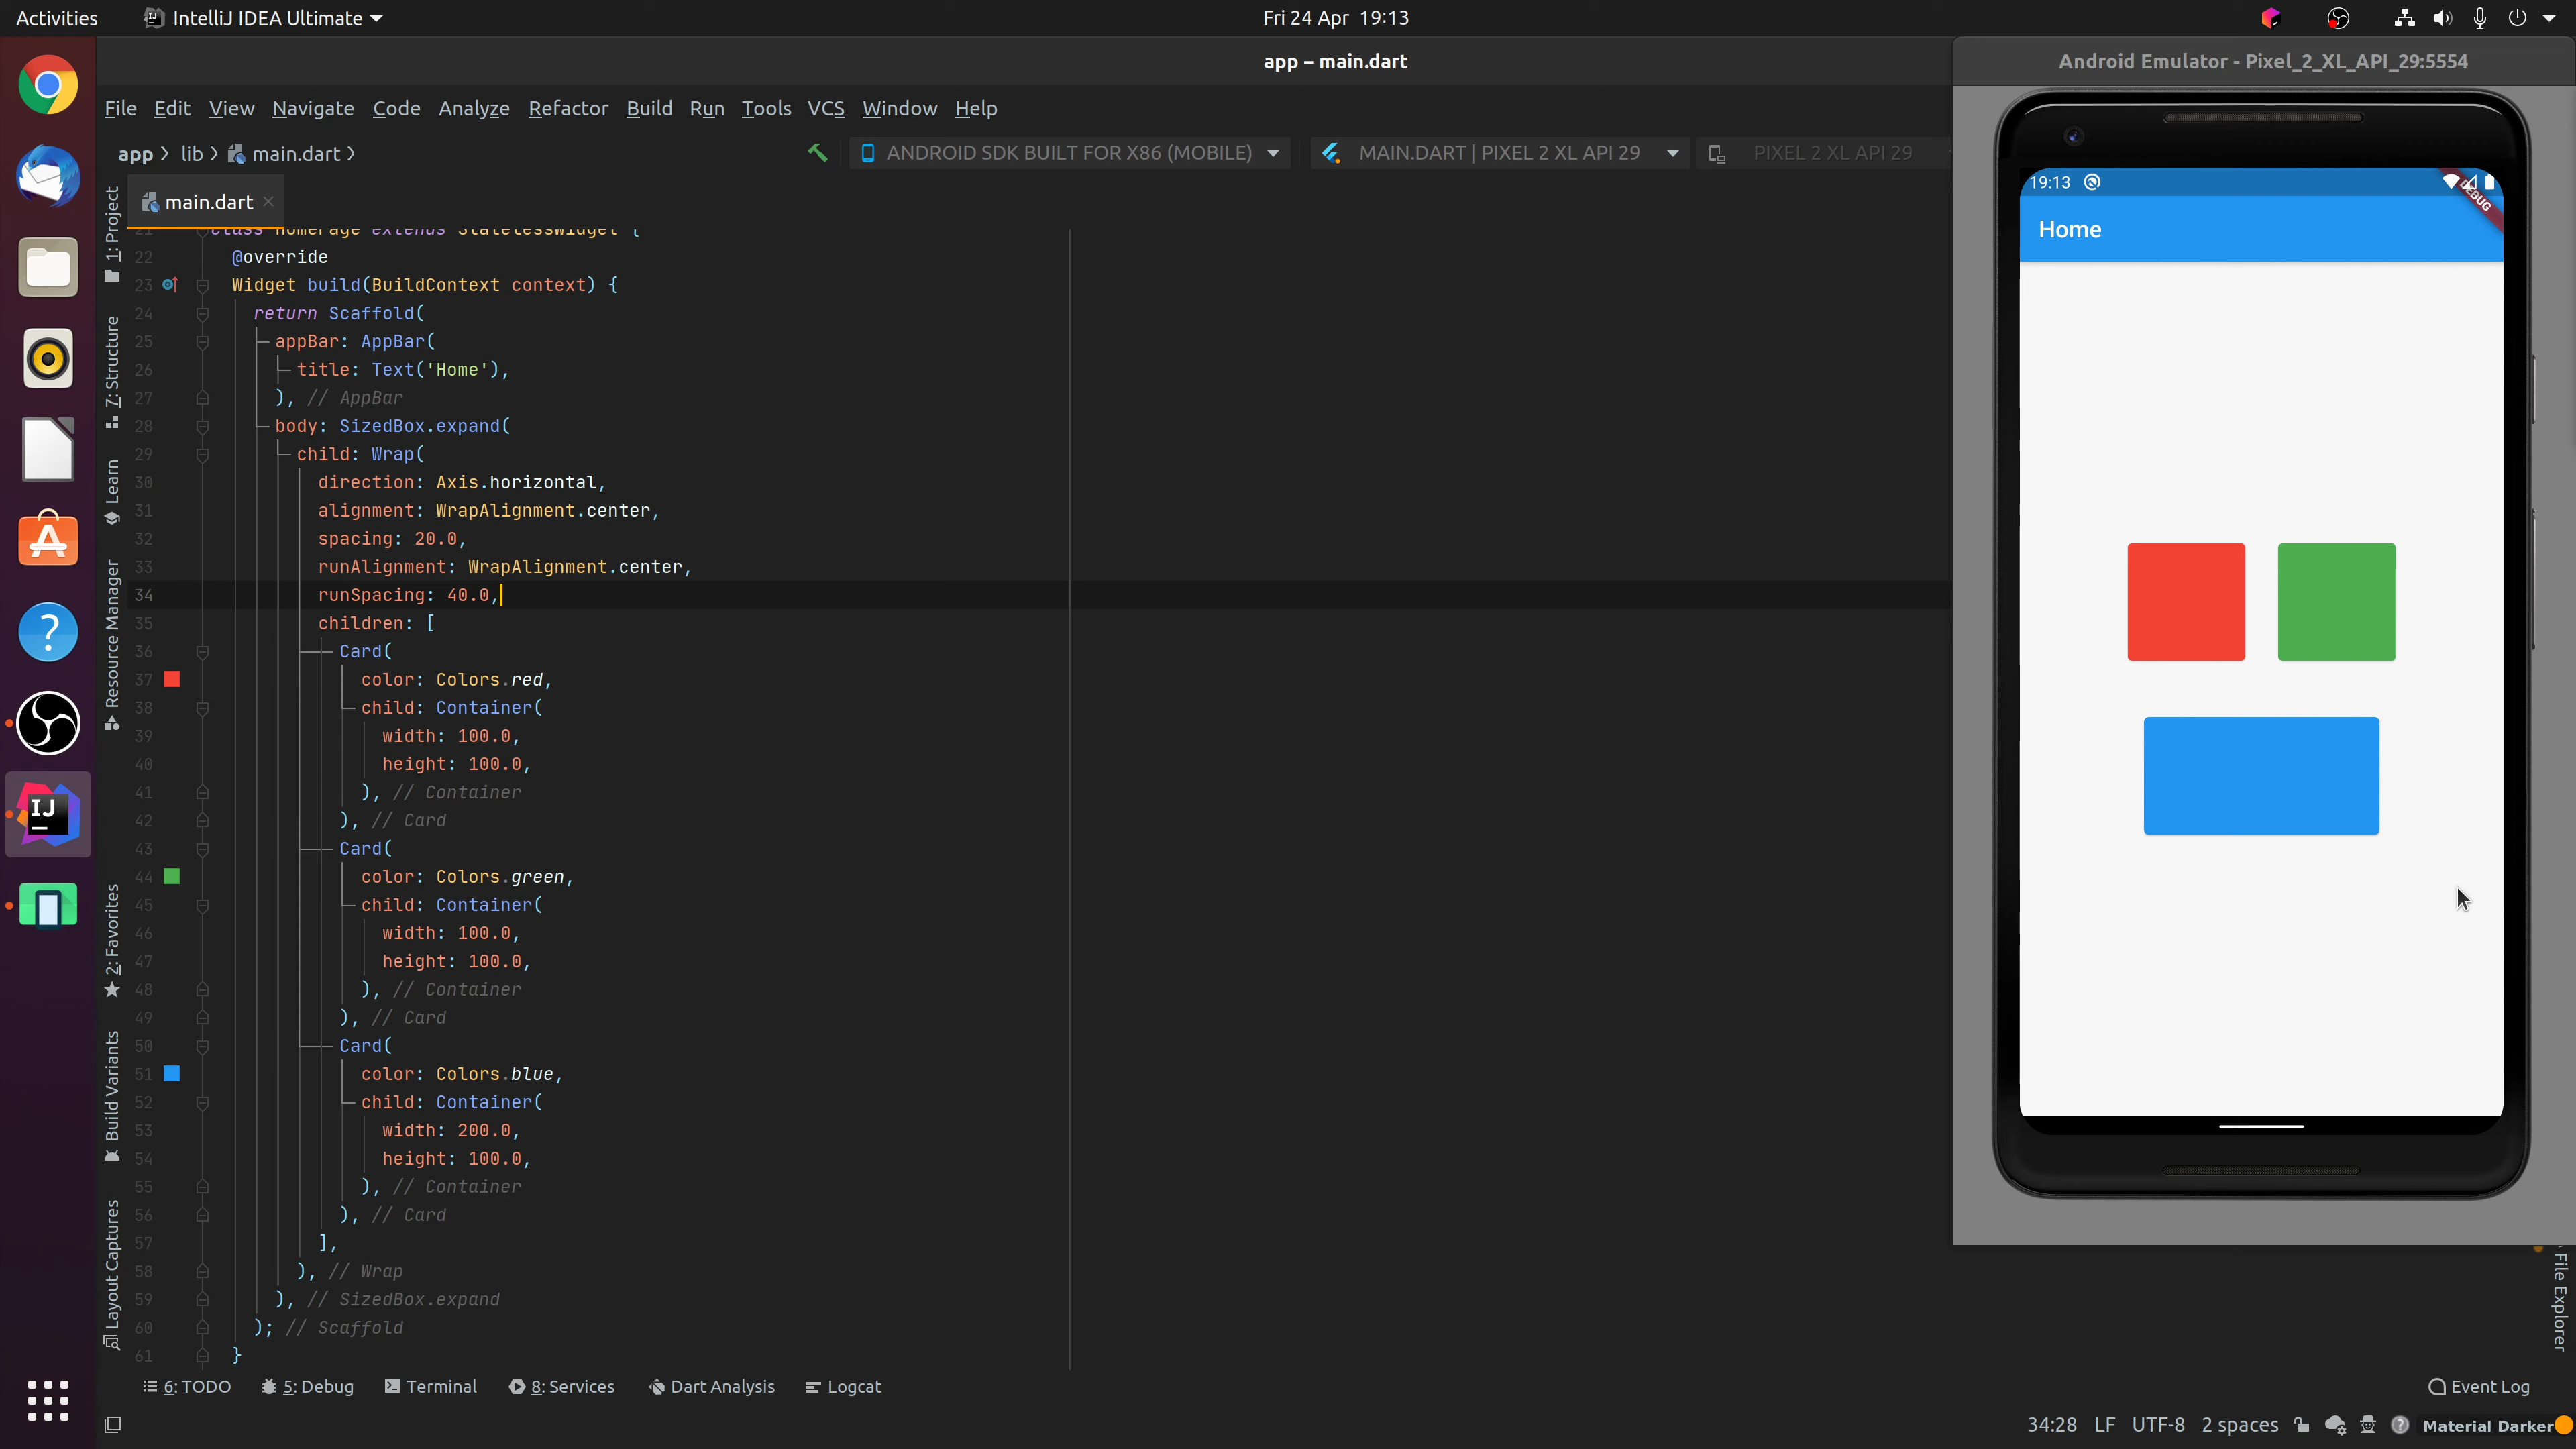 Activities
IntelliJ IDEA Ultimate
Fri 24 Apr 19:13
app – main.dart
Android Emulator - Pixel_2_XL_API_29:5554
File Edit View Navigate Code Analyze Refactor Build Run Tools VCS Window Help
app lib main.dart
ANDROID SDK BUILT FOR X86 (MOBILE)
MAIN.DART | PIXEL 2 XL API 29
PIXEL 2 XL API 29
main.dart
1: Project
7: Structure
Learn
Resource Manager
2: Favorites
Build Variants
Layout Captures
21 class HomePage extends StatelessWidget {
22 @override
23 Widget build(BuildContext context) {
24 return Scaffold(
25 appBar: AppBar(
26 title: Text('Home'),
27 ), // AppBar
28 body: SizedBox.expand(
29 child: Wrap(
30 direction: Axis.horizontal,
31 alignment: WrapAlignment.center,
32 spacing: 20.0,
33 runAlignment: WrapAlignment.center,
34 runSpacing: 40.0,
35 children: [
36 Card(
37 color: Colors.red,
38 child: Container(
39 width: 100.0,
40 height: 100.0,
41 ), // Container
42 ), // Card
43 Card(
44 color: Colors.green,
45 child: Container(
46 width: 100.0,
47 height: 100.0,
48 ), // Container
49 ), // Card
50 Card(
51 color: Colors.blue,
52 child: Container(
53 width: 200.0,
54 height: 100.0,
55 ), // Container
56 ), // Card
57 ],
58 ), // Wrap
59 ), // SizedBox.expand
60 ); // Scaffold
61 }
19:13
DEBUG
Home
IJ
File Explorer
6: TODO
5: Debug
Terminal
8: Services
Dart Analysis
Logcat
Event Log
34:28 LF UTF-8 2 spaces
Material Darker